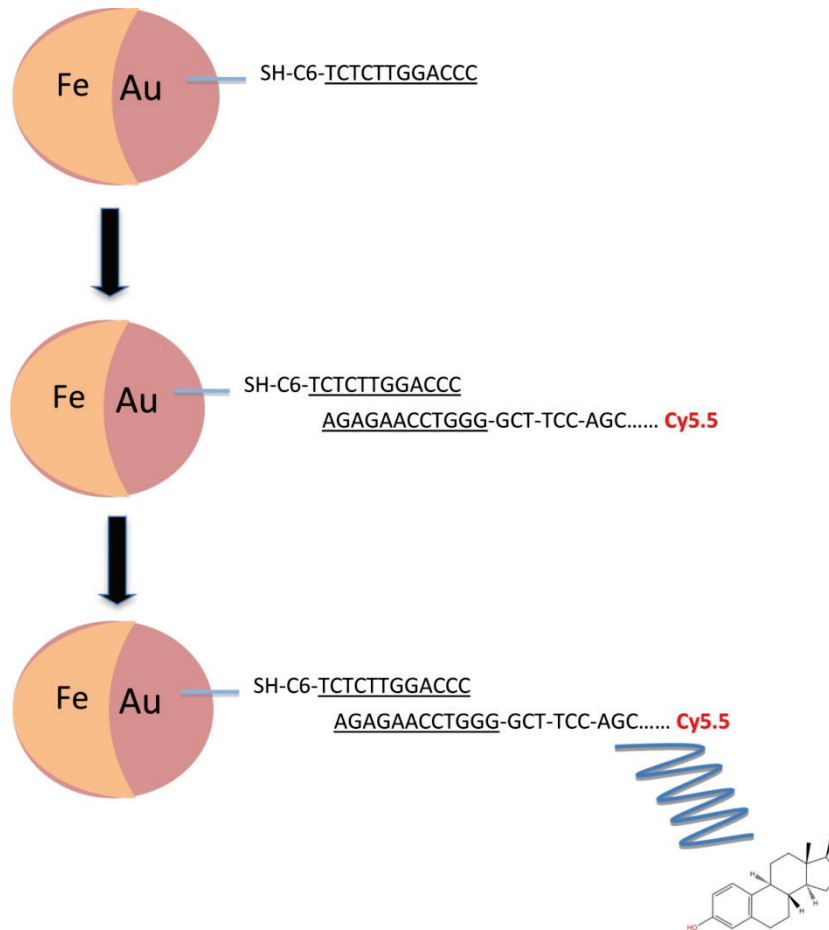 Fe Au SH-C6-TCTCTTGGACCC
Fe Au SH-C6-TCTCTTGGACCC
AGAGAACCTGGG-GCT-TCC-AGC...... Cy5.5
Fe Au SH-C6-TCTCTTGGACCC
AGAGAACCTGGG-GCT-TCC-AGC...... Cy5.5
H
H
H
HO